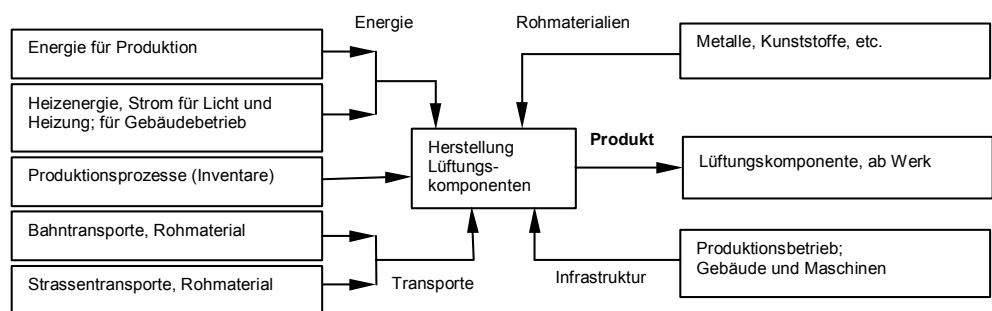 Energie
Rohmaterialien
Energie für Produktion
Metalle, Kunststoffe, etc.
Heizenergie, Strom für Licht und
Heizung; für Gebäudebetrieb
Herstellung
Lüftungs-
komponenten
Produkt
Lüftungskomponente, ab Werk
Produktionsprozesse (Inventare)
Bahntransporte, Rohmaterial
Strassentransporte, Rohmaterial
Transporte
Infrastruktur
Produktionsbetrieb;
Gebäude und Maschinen